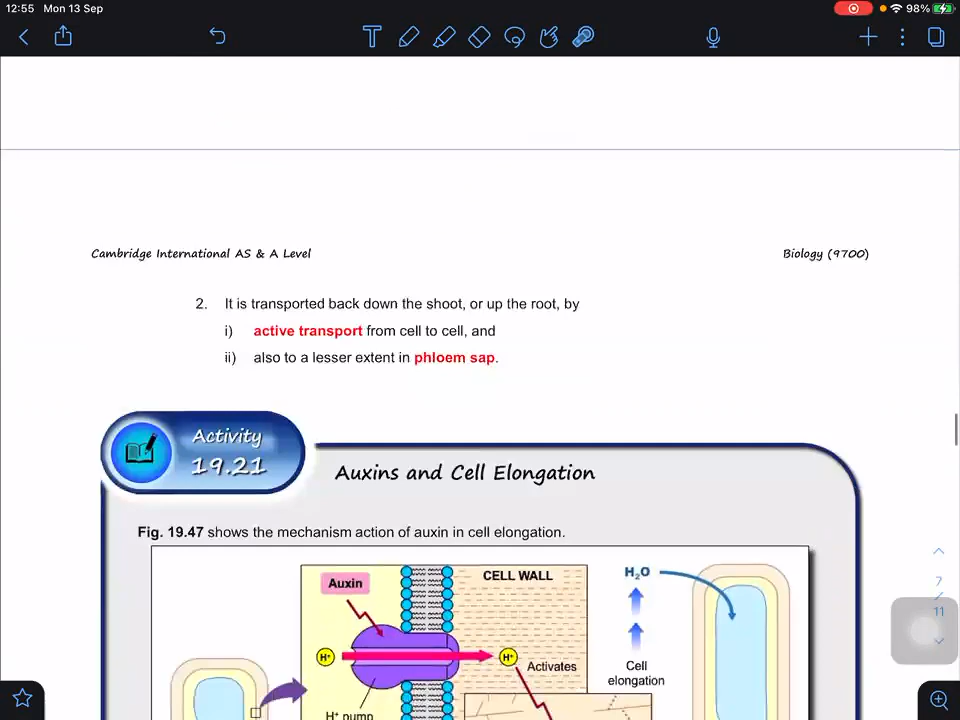 12:55 Mon 13 Sep
98%
T
Cambridge International AS & A Level
Biology (9700)
2. It is transported back down the shoot, or up the root, by
i) active transport from cell to cell, and
ii) also to a lesser extent in phloem sap.
Activity
19.21
Auxins and Cell Elongation
Fig. 19.47 shows the mechanism action of auxin in cell elongation.
Auxin
CELL WALL
H₂O
7
/
11
H⁺
H⁺
Activates
Cell
elongation
H⁺ pump